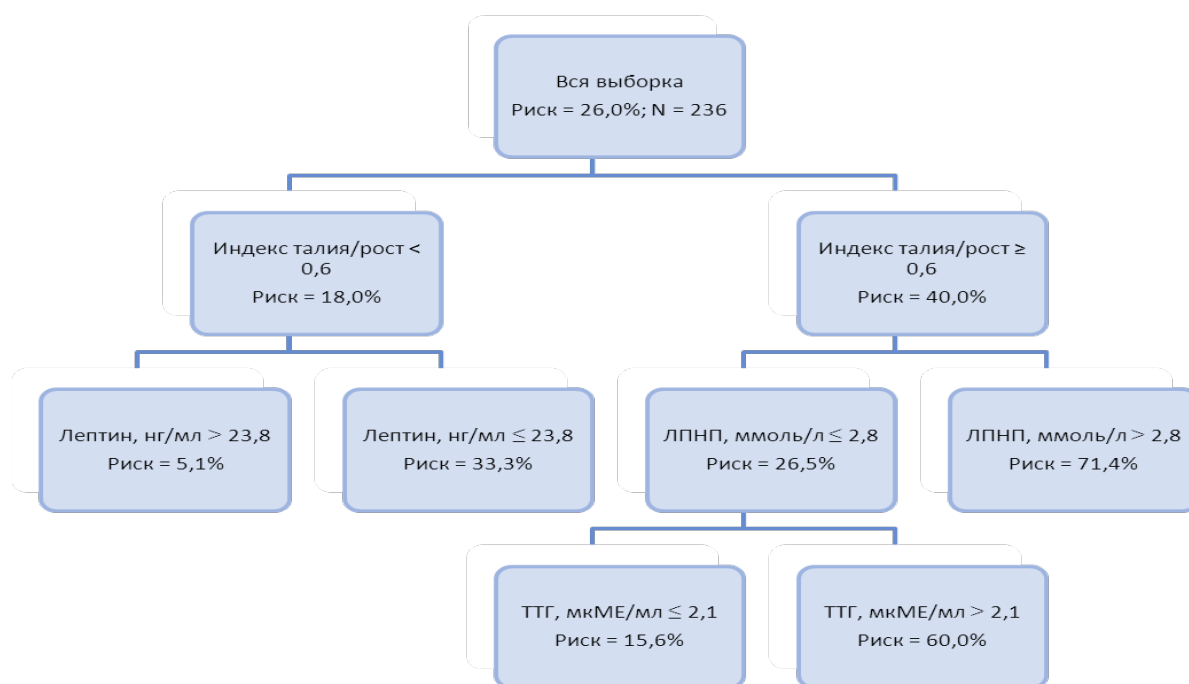 Вся выборка
Риск = 26,0%; N = 236
Индекс талия/рост <
0,6
Риск = 18,0%
Индекс талия/рост ≥
0,6
Риск = 40,0%
Лептин, нг/мл > 23,8
Риск = 5,1%
Лептин, нг/мл ≤ 23,8
Риск = 33,3%
ЛПНП, ммоль/л ≤ 2,8
Риск = 26,5%
ЛПНП, ммоль/л > 2,8
Риск = 71,4%
ТТГ, мкМЕ/мл ≤ 2,1
Риск = 15,6%
ТТГ, мкМЕ/мл > 2,1
Риск = 60,0%